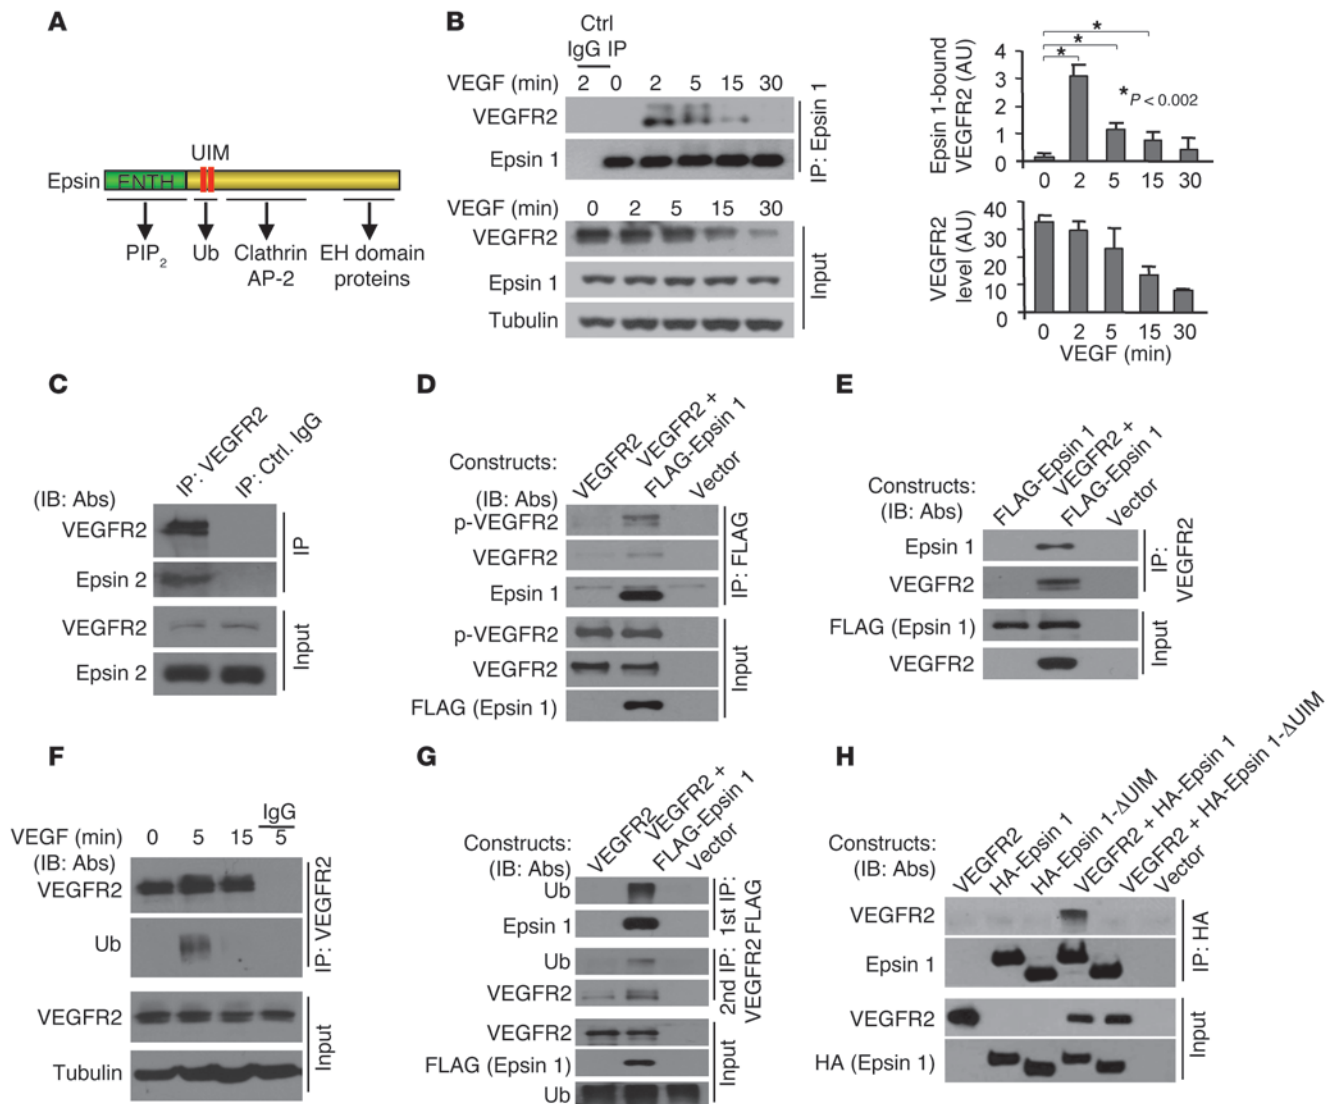 A
UIM
Epsin
ENTH
PIP2
Ub
Clathrin
AP-2
EH domain
proteins
B
Ctrl
IgG IP
VEGF (min) 2 0 2 5 15 30
VEGFR2
Epsin 1
IP: Epsin 1
VEGF (min) 0 2 5 15 30
VEGFR2
Epsin 1
Tubulin
Input
Epsin 1-bound
VEGFR2 (AU)
4
3
2
1
0
* * *
* P < 0.002
0 2 5 15 30
VEGFR2
level (AU)
40
30
20
10
0
0 2 5 15 30
VEGF (min)
C
IP: VEGFR2
IP: Ctrl. IgG
(IB: Abs)
VEGFR2
Epsin 2
IP
VEGFR2
Epsin 2
Input
D
Constructs:
(IB: Abs)
VEGFR2
VEGFR2 +
FLAG-Epsin 1
Vector
p-VEGFR2
VEGFR2
Epsin 1
IP: FLAG
p-VEGFR2
VEGFR2
FLAG (Epsin 1)
Input
E
Constructs:
(IB: Abs)
FLAG-Epsin 1
VEGFR2 +
FLAG-Epsin 1
Vector
Epsin 1
VEGFR2
IP:
VEGFR2
FLAG (Epsin 1)
VEGFR2
Input
F
IgG
VEGF (min) 0 5 15 5
(IB: Abs)
VEGFR2
Ub
IP: VEGFR2
VEGFR2
Tubulin
Input
G
Constructs:
(IB: Abs)
VEGFR2
VEGFR2 +
FLAG-Epsin 1
Vector
Ub
Epsin 1
1st IP:
FLAG
Ub
VEGFR2
2nd IP:
VEGFR2
VEGFR2
FLAG (Epsin 1)
Ub
Input
H
Constructs:
(IB: Abs)
VEGFR2
HA-Epsin 1
HA-Epsin 1-ΔUIM
VEGFR2 + HA-Epsin 1
VEGFR2 + HA-Epsin 1-ΔUIM
Vector
VEGFR2
Epsin 1
IP: HA
VEGFR2
HA (Epsin 1)
Input